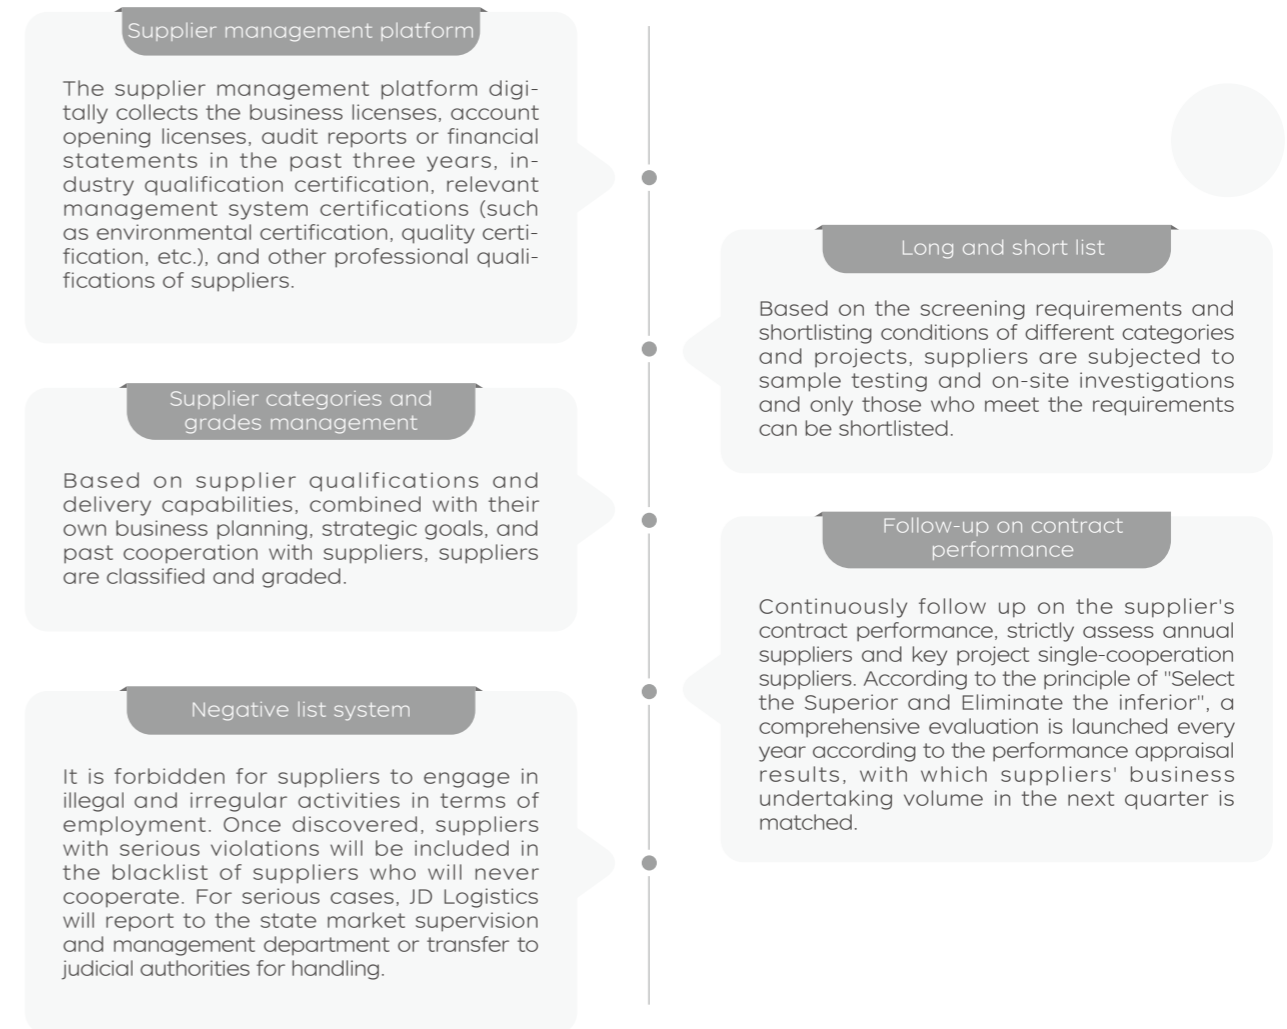 Supplier management platform
The supplier management platform digi-
tally collects the business licenses, account
opening licenses, audit reports or financial
statements in the past three years, in-
dustry qualification certification, relevant
management system certifications (such
as environmental certification, quality certi-
fication, etc.), and other professional quali-
fications of suppliers.
Long and short list
Based on the screening requirements and
shortlisting conditions of different categories
and projects, suppliers are subjected to
sample testing and on-site investigations
and only those who meet the requirements
can be shortlisted.
Supplier categories and
grades management
Based on supplier qualifications and
delivery capabilities, combined with their
own business planning, strategic goals, and
past cooperation with suppliers, suppliers
are classified and graded.
Follow-up on contract
performance
Continuously follow up on the supplier's
contract performance, strictly assess annual
suppliers and key project single-cooperation
suppliers. According to the principle of "Select
the Superior and Eliminate the inferior", a
comprehensive evaluation is launched every
year according to the performance appraisal
results, with which suppliers' business
undertaking volume in the next quarter is
matched.
Negative list system
It is forbidden for suppliers to engage in
illegal and irregular activities in terms of
employment. Once discovered, suppliers
with serious violations will be included in
the blacklist of suppliers who will never
cooperate. For serious cases, JD Logistics
will report to the state market supervision
and management department or transfer to
judicial authorities for handling.